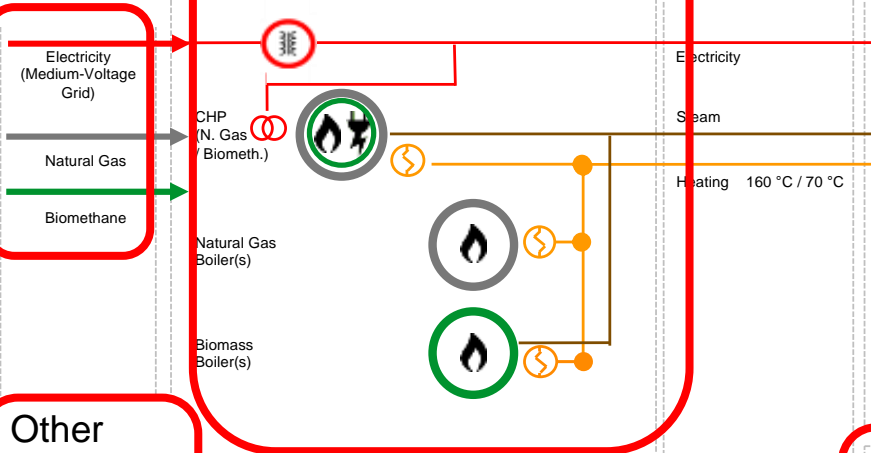 Electricity
(Medium-Voltage
Grid)
Natural Gas
Biomethane
CHP
(N. Gas
/ Biometh.)
Natural Gas
Boiler(s)
Biomass
Boiler(s)
Electricity
Steam
Heating 160 °C / 70 °C
Other